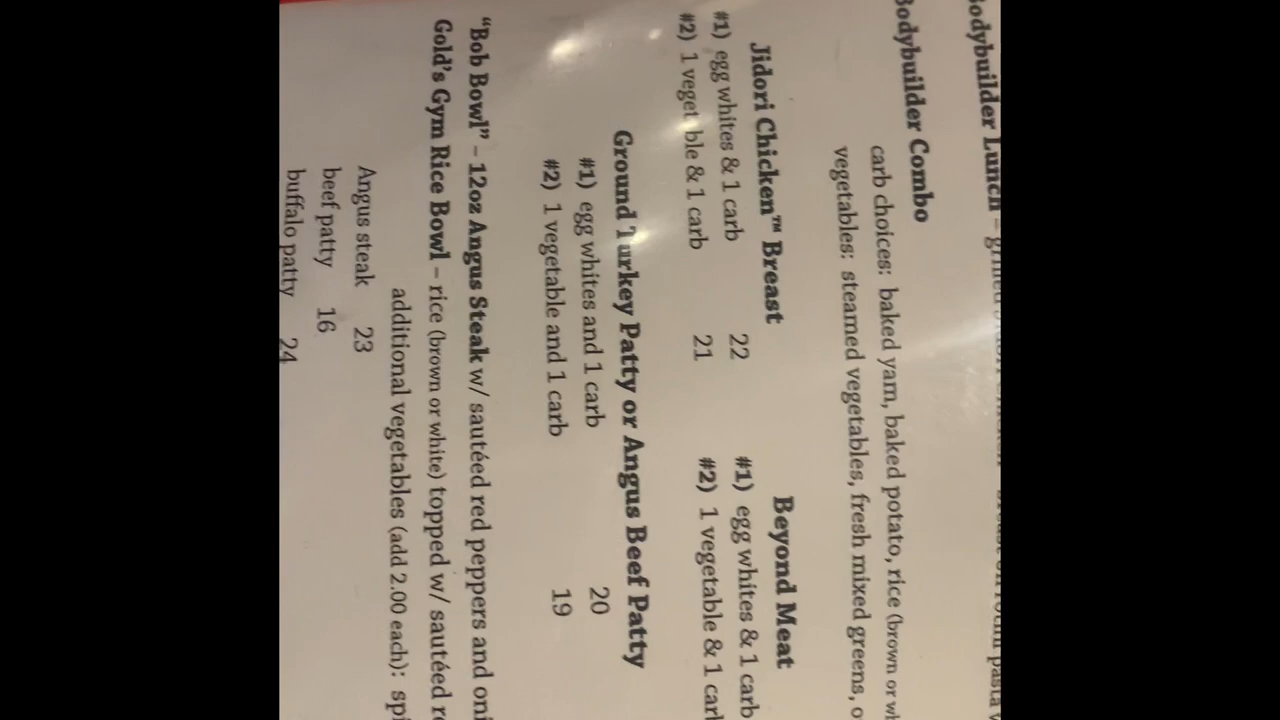 Bodybuilder Lunch –
Bodybuilder Combo
carb choices: baked yam, baked potato, rice (brown or
vegetables: steamed vegetables, fresh mixed greens,
Jidori Chicken™ Breast
#1) egg whites & 1 carb 22
#2) 1 veget ble & 1 carb 21
Beyond Meat
#1) egg whites & 1 carb
#2) 1 vegetable & 1 carb
Ground Turkey Patty or Angus Beef Patty
#1) egg whites and 1 carb 20
#2) 1 vegetable and 1 carb 19
“Bob Bowl” – 12oz Angus Steak w/ sautéed red peppers and oni
Gold's Gym Rice Bowl – rice (brown or white) topped w/ sautéed re
additional vegetables (add 2.00 each): spi
Angus steak 23
beef patty 16
buffalo patty 24